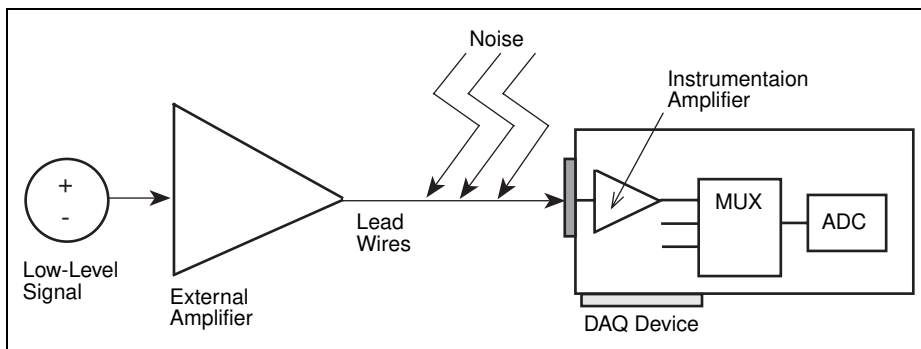 Noise
Instrumentaion
Amplifier
+
-
MUX
ADC
Lead
Wires
Low-Level
Signal
External
Amplifier
DAQ Device